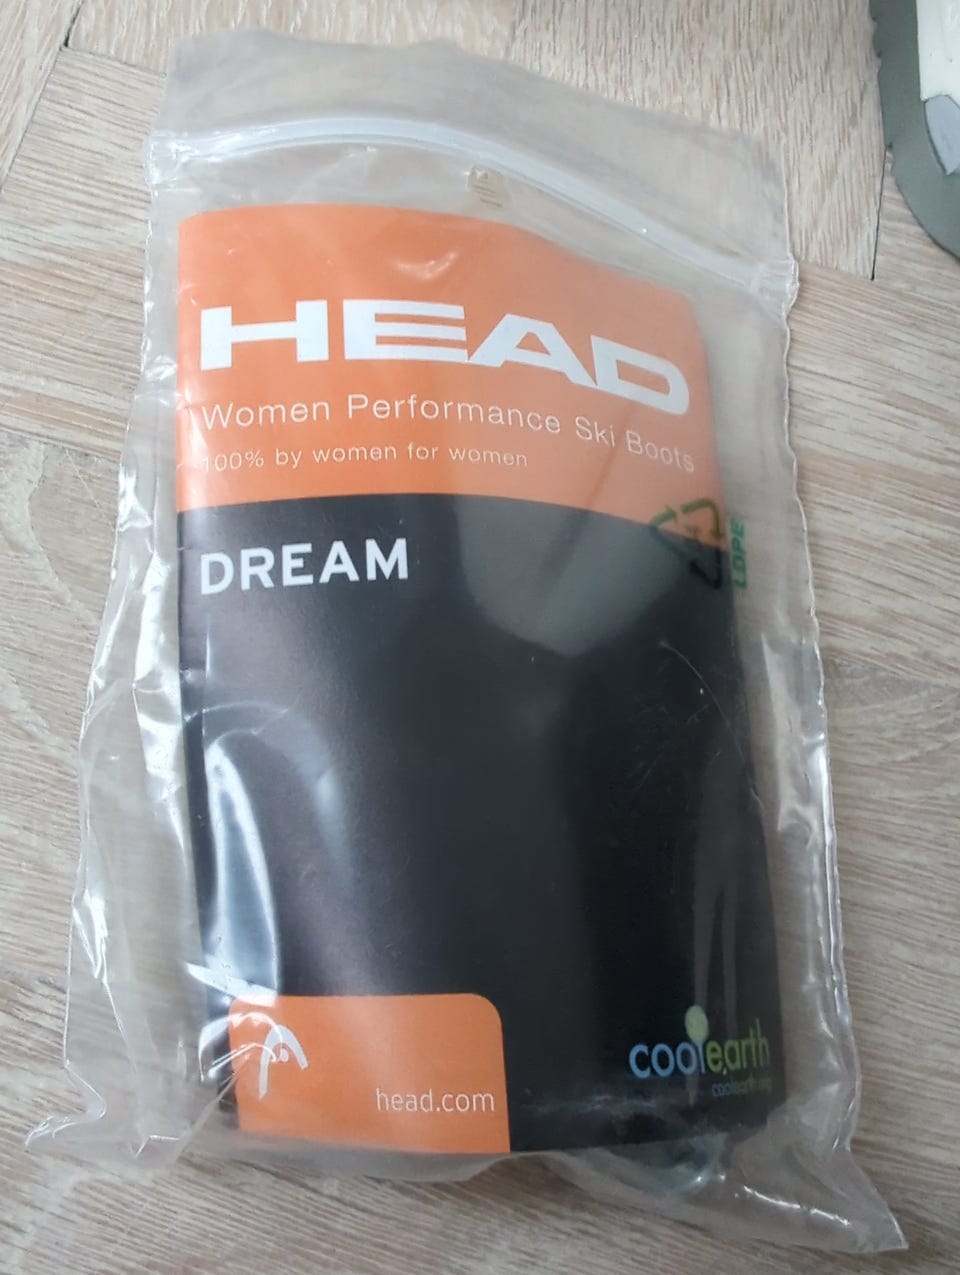 HEAD
Women Performance Ski Boots
100% by women for women
DREAM
LDPE
coolearth
head.com